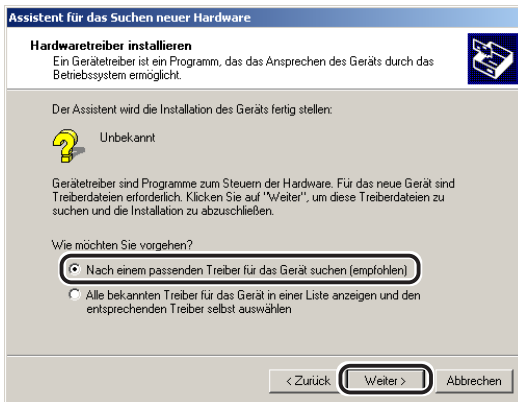 Assistent für das Suchen neuer Hardware
Hardwaretreiber installieren
Ein Gerätetreiber ist ein Programm, das das Ansprechen des Geräts durch das
Betriebssystem ermöglicht.
Der Assistent wird die Installation des Geräts fertig stellen:
Unbekannt
Gerätetreiber sind Programme zum Steuern der Hardware. Für das neue Gerät sind
Treiberdateien erforderlich. Klicken Sie auf "Weiter", um diese Treiberdateien zu
suchen und die Installation zu abzuschließen.
Wie möchten Sie vorgehen?
Nach einem passenden Treiber für das Gerät suchen (empfohlen)
Alle bekannten Treiber für das Gerät in einer Liste anzeigen und den
entsprechenden Treiber selbst auswählen
< Zurück Weiter > Abbrechen